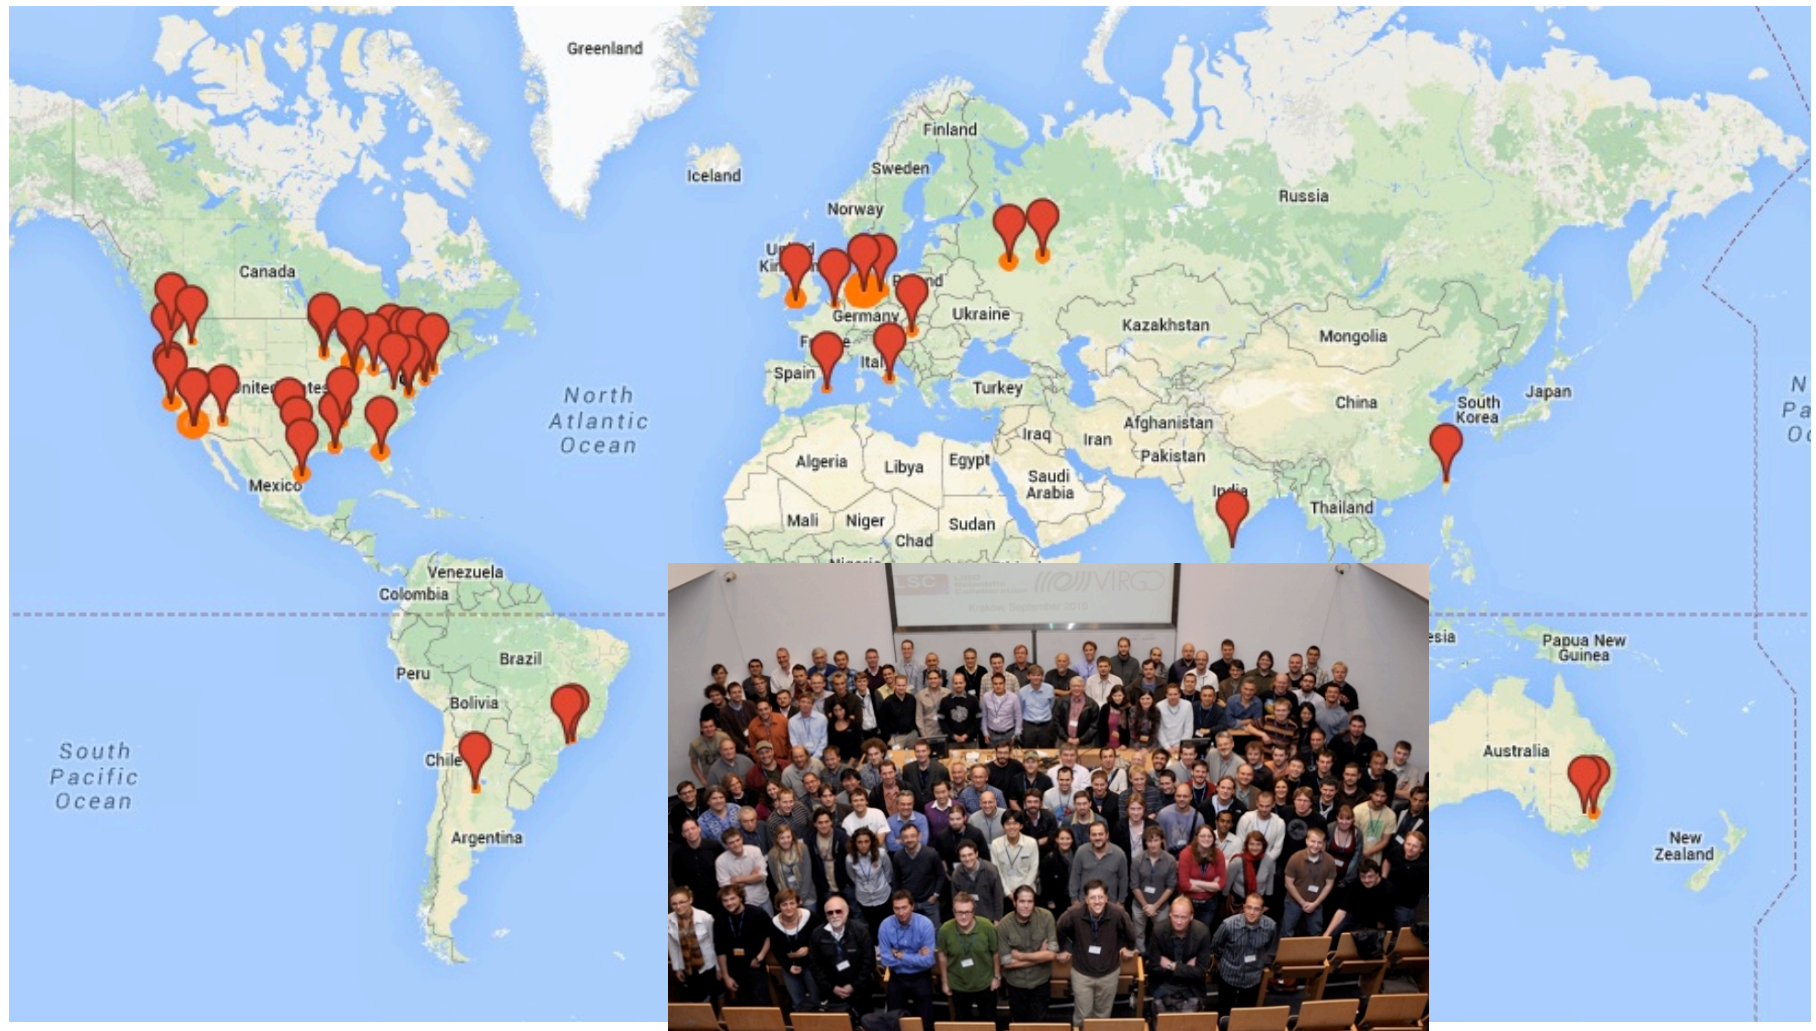 Greenland
Finland
Iceland
Sweden
Russia
Norway
Canada
Germany
Ukraine
Kazakhstan
Mongolia
Spain
Turkey
China
South
Korea
Japan
North
Atlantic
Ocean
Iraq
Iran
Afghanistan
Pakistan
Algeria
Libya
Egypt
Saudi
Arabia
Mexico
India
Thailand
Mali
Niger
Sudan
Chad
Venezuela
Colombia
LSC
VIRGO
Papua New
Guinea
Brazil
Peru
Bolivia
South
Pacific
Ocean
Chile
Australia
Argentina
New
Zealand